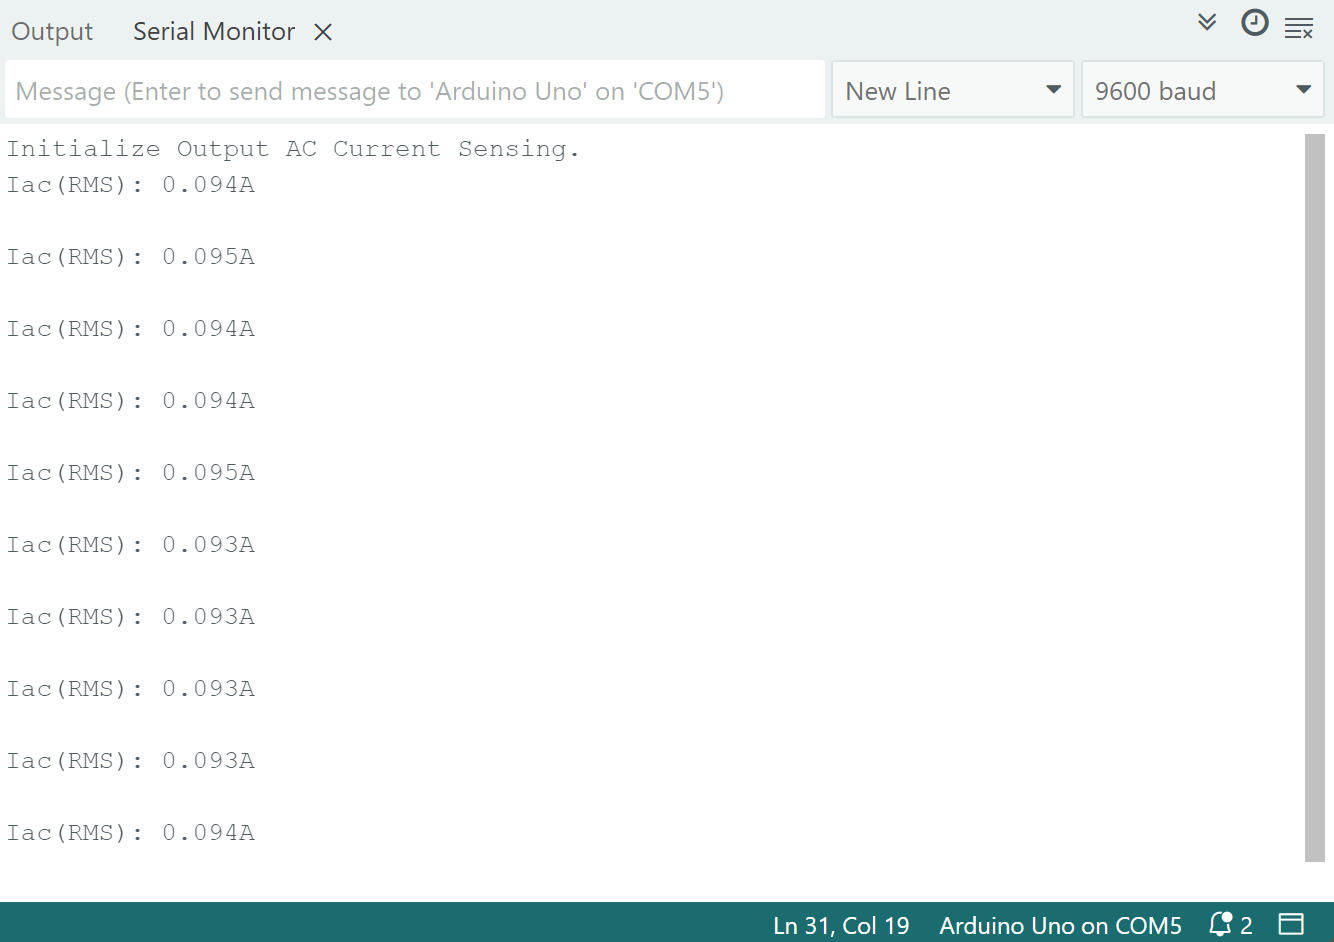 Output Serial Monitor
Message (Enter to send message to 'Arduino Uno' on 'COM5') New Line 9600 baud
Initialize Output AC Current Sensing.
Iac(RMS): 0.094A
Iac(RMS): 0.095A
Iac(RMS): 0.094A
Iac(RMS): 0.094A
Iac(RMS): 0.095A
Iac(RMS): 0.093A
Iac(RMS): 0.093A
Iac(RMS): 0.093A
Iac(RMS): 0.093A
Iac(RMS): 0.094A
Ln 31, Col 19 Arduino Uno on COM5 2